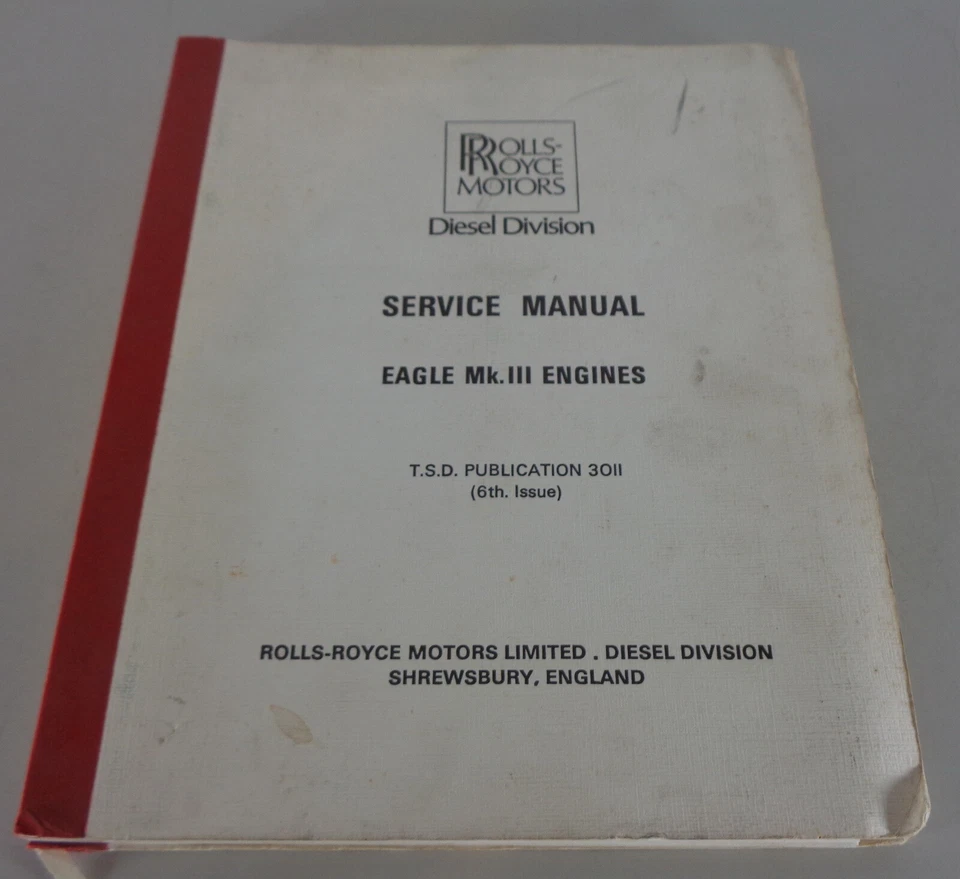 ROLLS-
ROYCE
MOTORS
Diesel Division
SERVICE MANUAL
EAGLE Mk.III ENGINES
T.S.D. PUBLICATION 3011
(6th. Issue)
ROLLS-ROYCE MOTORS LIMITED . DIESEL DIVISION
SHREWSBURY, ENGLAND